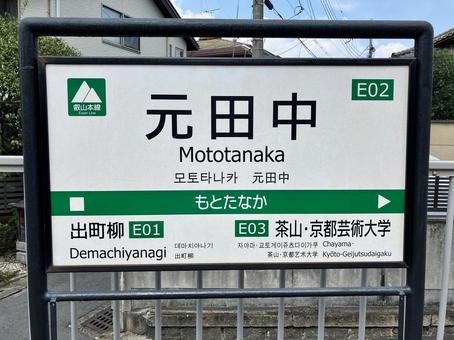 叡山本線
Eizan Line
E02
元田中
Mototanaka
모토타나카 元田中
もとたなか
出町柳 E01
Demachiyanagi
데마치야나기
出町柳
E03 茶山・京都芸術大学
자야마·교토게이쥬츠다이가쿠
茶山·京都艺术大学
Chayama-
Kyōto-Geijutsudaigaku